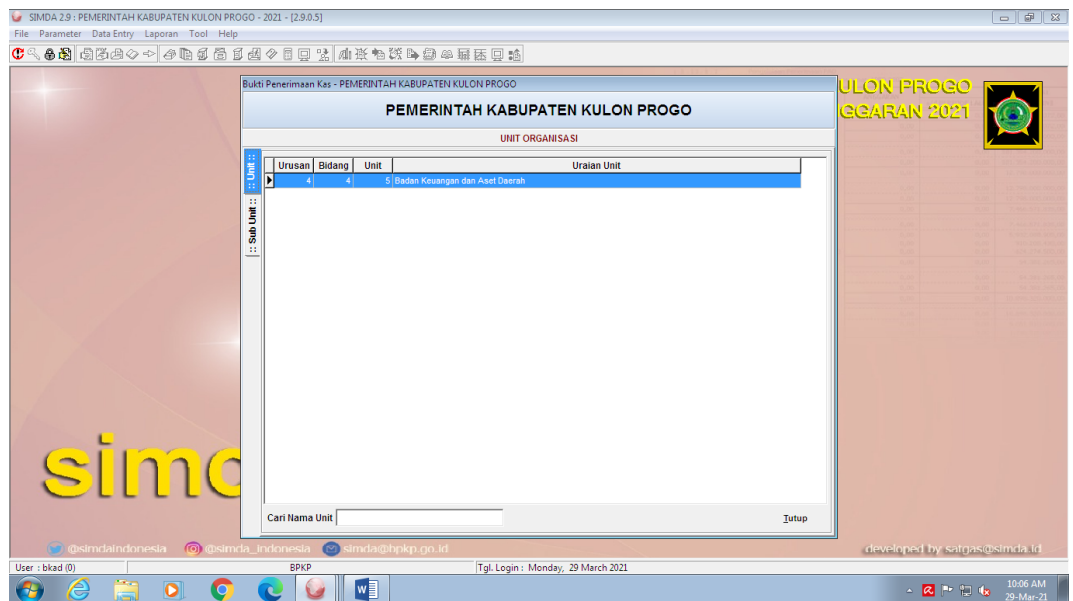 SIMDA 2.9 : PEMERINTAH KABUPATEN KULON PROGO - 2021 - [2.9.0.5]
File Parameter Data Entry Laporan Tool Help
Bukti Penerimaan Kas - PEMERINTAH KABUPATEN KULON PROGO
PEMERINTAH KABUPATEN KULON PROGO
UNIT ORGANISASI
ULON PROGO
GGARAN 2021
:: Unit ::
:: Sub Unit ::
Urusan Bidang Unit Uraian Unit
4 4 5 Badan Keuangan dan Aset Daerah
simd
Cari Nama Unit
Tutup
@simdaindonesia @simda_indonesia simda@bpkp.go.id
developed by satgas@simda.id
User : bkad (0) BPKP Tgl. Login : Monday, 29 March 2021
10:06 AM
29-Mar-21